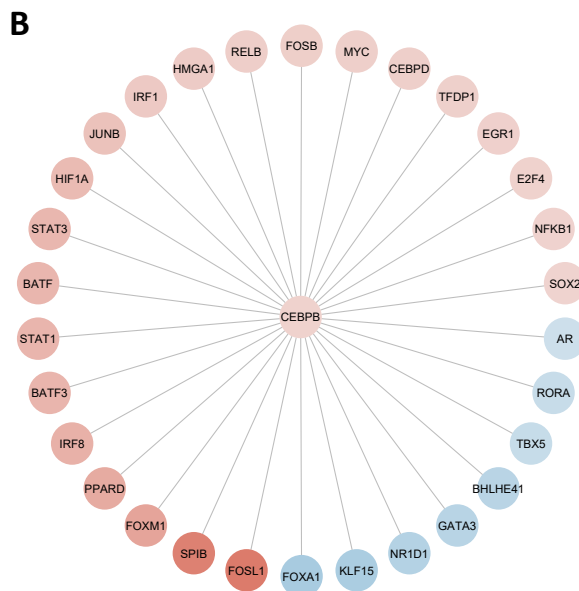 B
FOSB
MYC
RELB
CEBPD
HMGA1
TFDP1
IRF1
EGR1
JUNB
E2F4
HIF1A
NFKB1
STAT3
SOX2
BATF
CEBPB
STAT1
AR
BATF3
RORA
IRF8
TBX5
PPARD
BHLHE41
FOXM1
GATA3
SPIB
NR1D1
FOSL1
KLF15
FOXA1